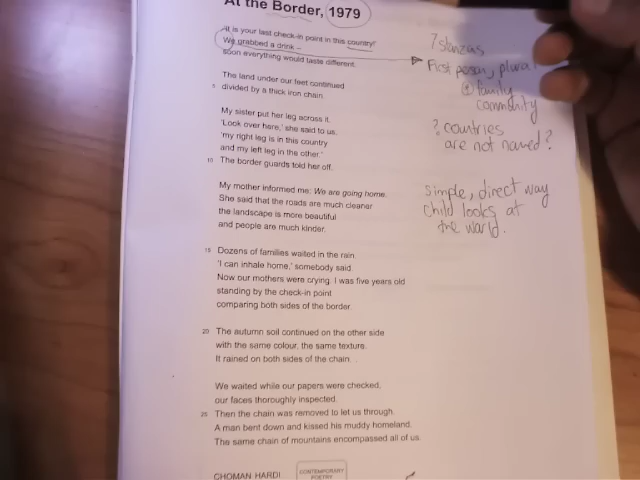 At the Border, 1979
'It is your last check-in point in this country!'
We grabbed a drink –
soon everything would taste different.
The land under our feet continued
5 divided by a thick iron chain.
My sister put her leg across it.
'Look over here,' she said to us,
'my right leg is in this country
and my left leg in the other.'
10 The border guards told her off.
My mother informed me: We are going home.
She said that the roads are much cleaner
the landscape is more beautiful
and people are much kinder.
15 Dozens of families waited in the rain.
'I can inhale home,' somebody said.
Now our mothers were crying. I was five years old
standing by the check-in point
comparing both sides of the border.
20 The autumn soil continued on the other side
with the same colour, the same texture.
It rained on both sides of the chain.
We waited while our papers were checked,
our faces thoroughly inspected.
25 Then the chain was removed to let us through.
A man bent down and kissed his muddy homeland.
The same chain of mountains encompassed all of us.
CHOMAN HARDI
CONTEMPORARY
POETRY
7 stanzas
First person, plural
family
community
? countries
are not named?
simple, direct way
child looks at
the world.